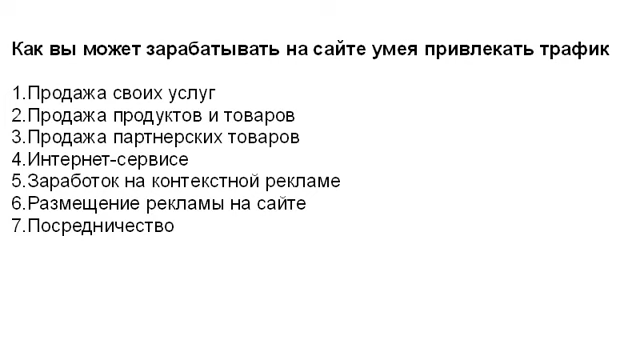 Как вы может зарабатывать на сайте умея привлекать трафик
1.Продажа своих услуг
2.Продажа продуктов и товаров
3.Продажа партнерских товаров
4.Интернет-сервисе
5.Заработок на контекстной рекламе
6.Размещение рекламы на сайте
7.Посредничество